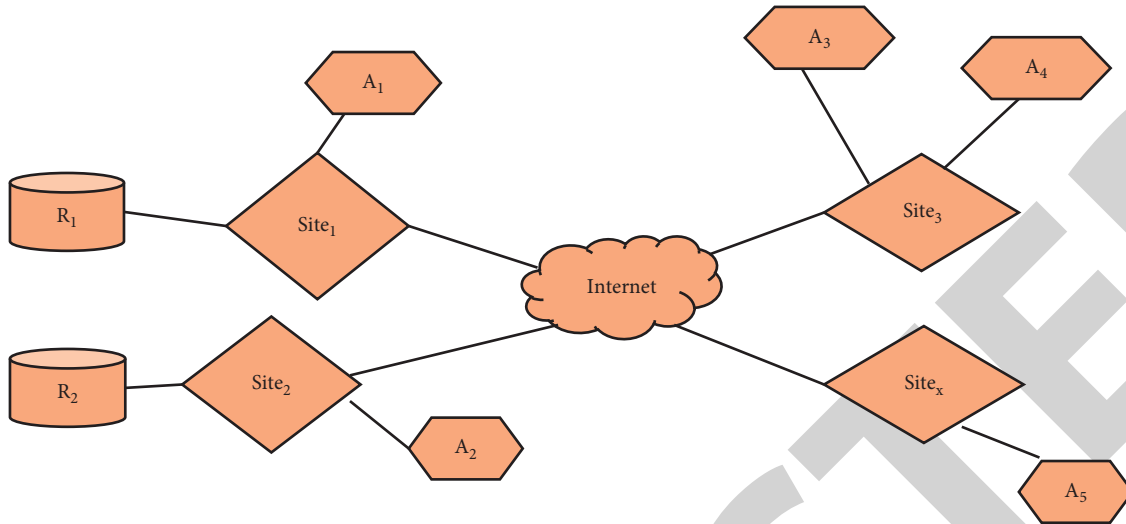 A₃
A₄
A₁
R₁
Site₁
Site₃
Internet
R₂
Site₂
Siteₓ
A₂
A₅